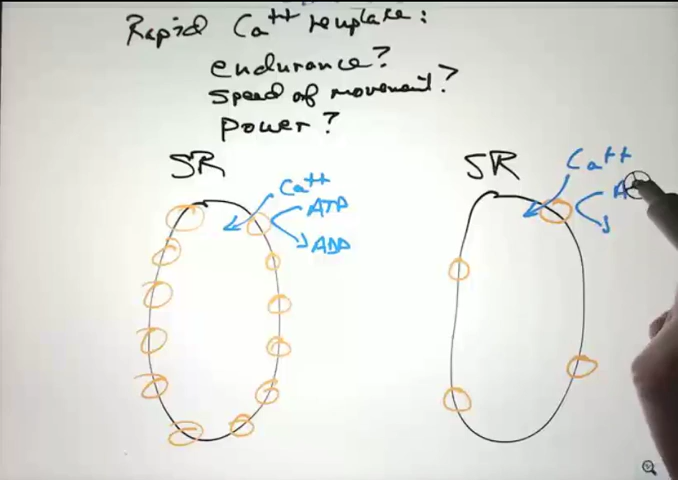 Rapid Ca++ reuptake:
endurance?
speed of movement?
power?
SR
Ca++
ATP
ADP
SR
Ca++
A